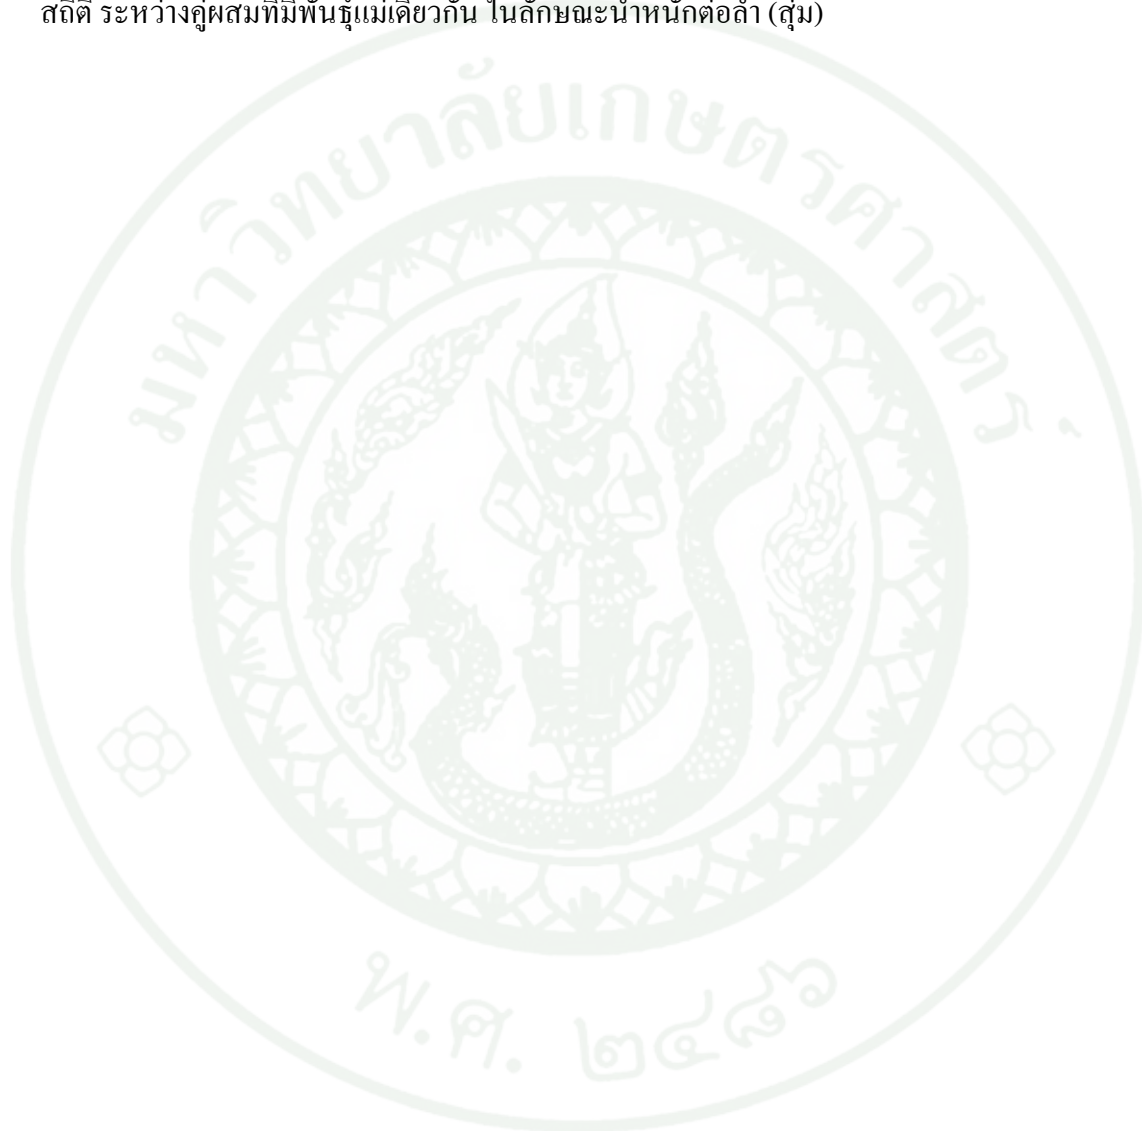 สถิติ ระหว่างคู่ผสมที่มีพันธุ์แม่เดียวกัน ในลักษณะน้ำหนักต่อลำ (สุ่ม)
มหาวิทยาลัยเกษตรศาสตร์
พ.ศ. ๒๔๘๖